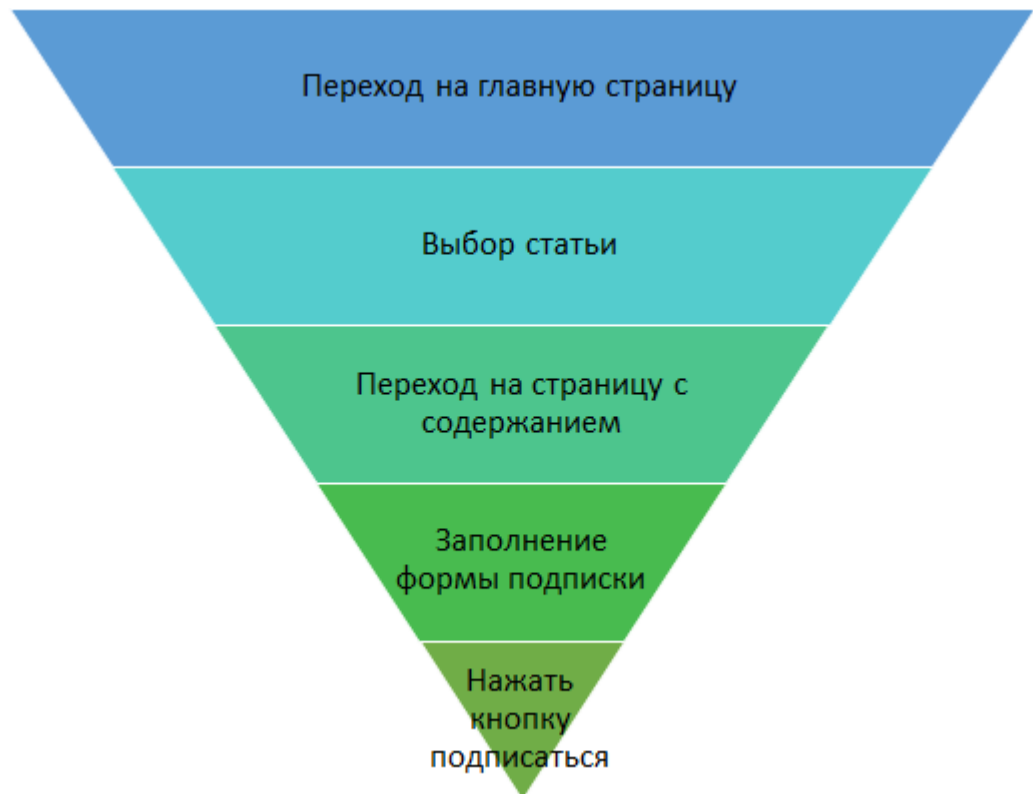 Переход на главную страницу
Выбор статьи
Переход на страницу с
содержанием
Заполнение
формы подписки
Нажать
кнопку
подписаться